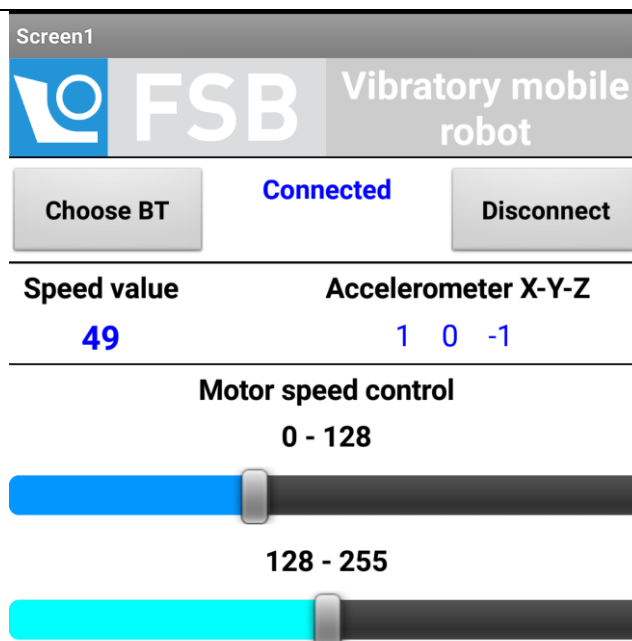 Screen1
FSB
Vibratory mobile
robot
Choose BT
Connected
Disconnect
Speed value
Accelerometer X-Y-Z
49
1 0 -1
Motor speed control
0 - 128
128 - 255